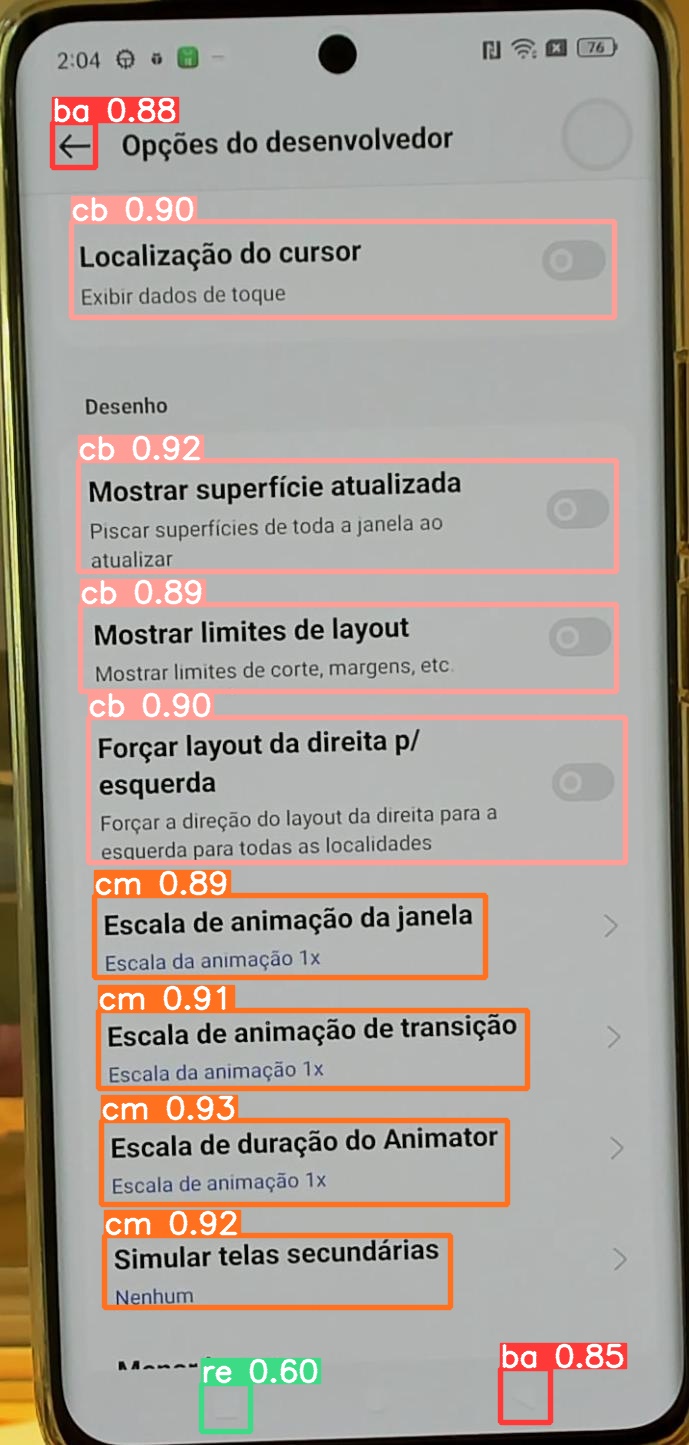 2:04
76
ba 0.88
Opções do desenvolvedor
cb 0.90
Localização do cursor
Exibir dados de toque
Desenho
cb 0.92
Mostrar superfície atualizada
Piscar superfícies de toda a janela ao
atualizar
cb 0.89
Mostrar limites de layout
Mostrar limites de corte, margens, etc.
cb 0.90
Forçar layout da direita p/
esquerda
Forçar a direção do layout da direita para a
esquerda para todas as localidades
cm 0.89
Escala de animação da janela
Escala da animação 1x
cm 0.91
Escala de animação de transição
Escala da animação 1x
cm 0.93
Escala de duração do Animator
Escala de animação 1x
cm 0.92
Simular telas secundárias
Nenhum
re 0.60
ba 0.85